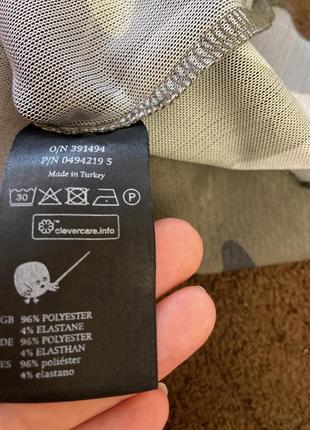 O/N 391494
P/N 0494219 5
Made in Turkey
30 P
clevercare.info
GB 96% POLYESTER
4% ELASTANE
DE 96% POLYESTER
4% ELASTHAN
ES 96% poliéster
4% elastano